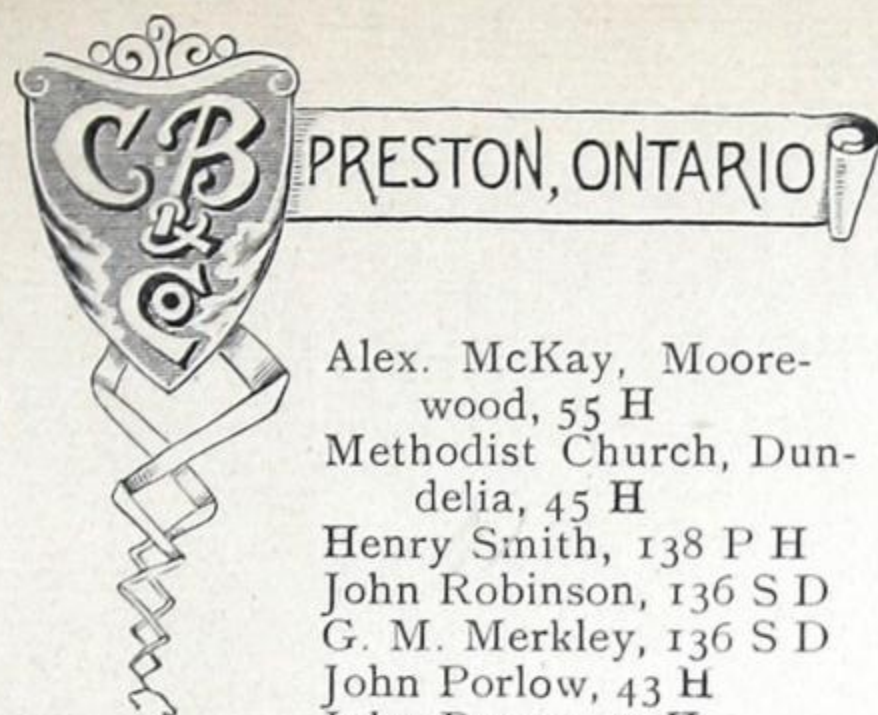 C. B
& Co
PRESTON, ONTARIO
Alex. McKay, Moore-
wood, 55 H
Methodist Church, Dun-
delia, 45 H
Henry Smith, 138 P H
John Robinson, 136 S D
G. M. Merkley, 136 S D
John Porlow, 43 H